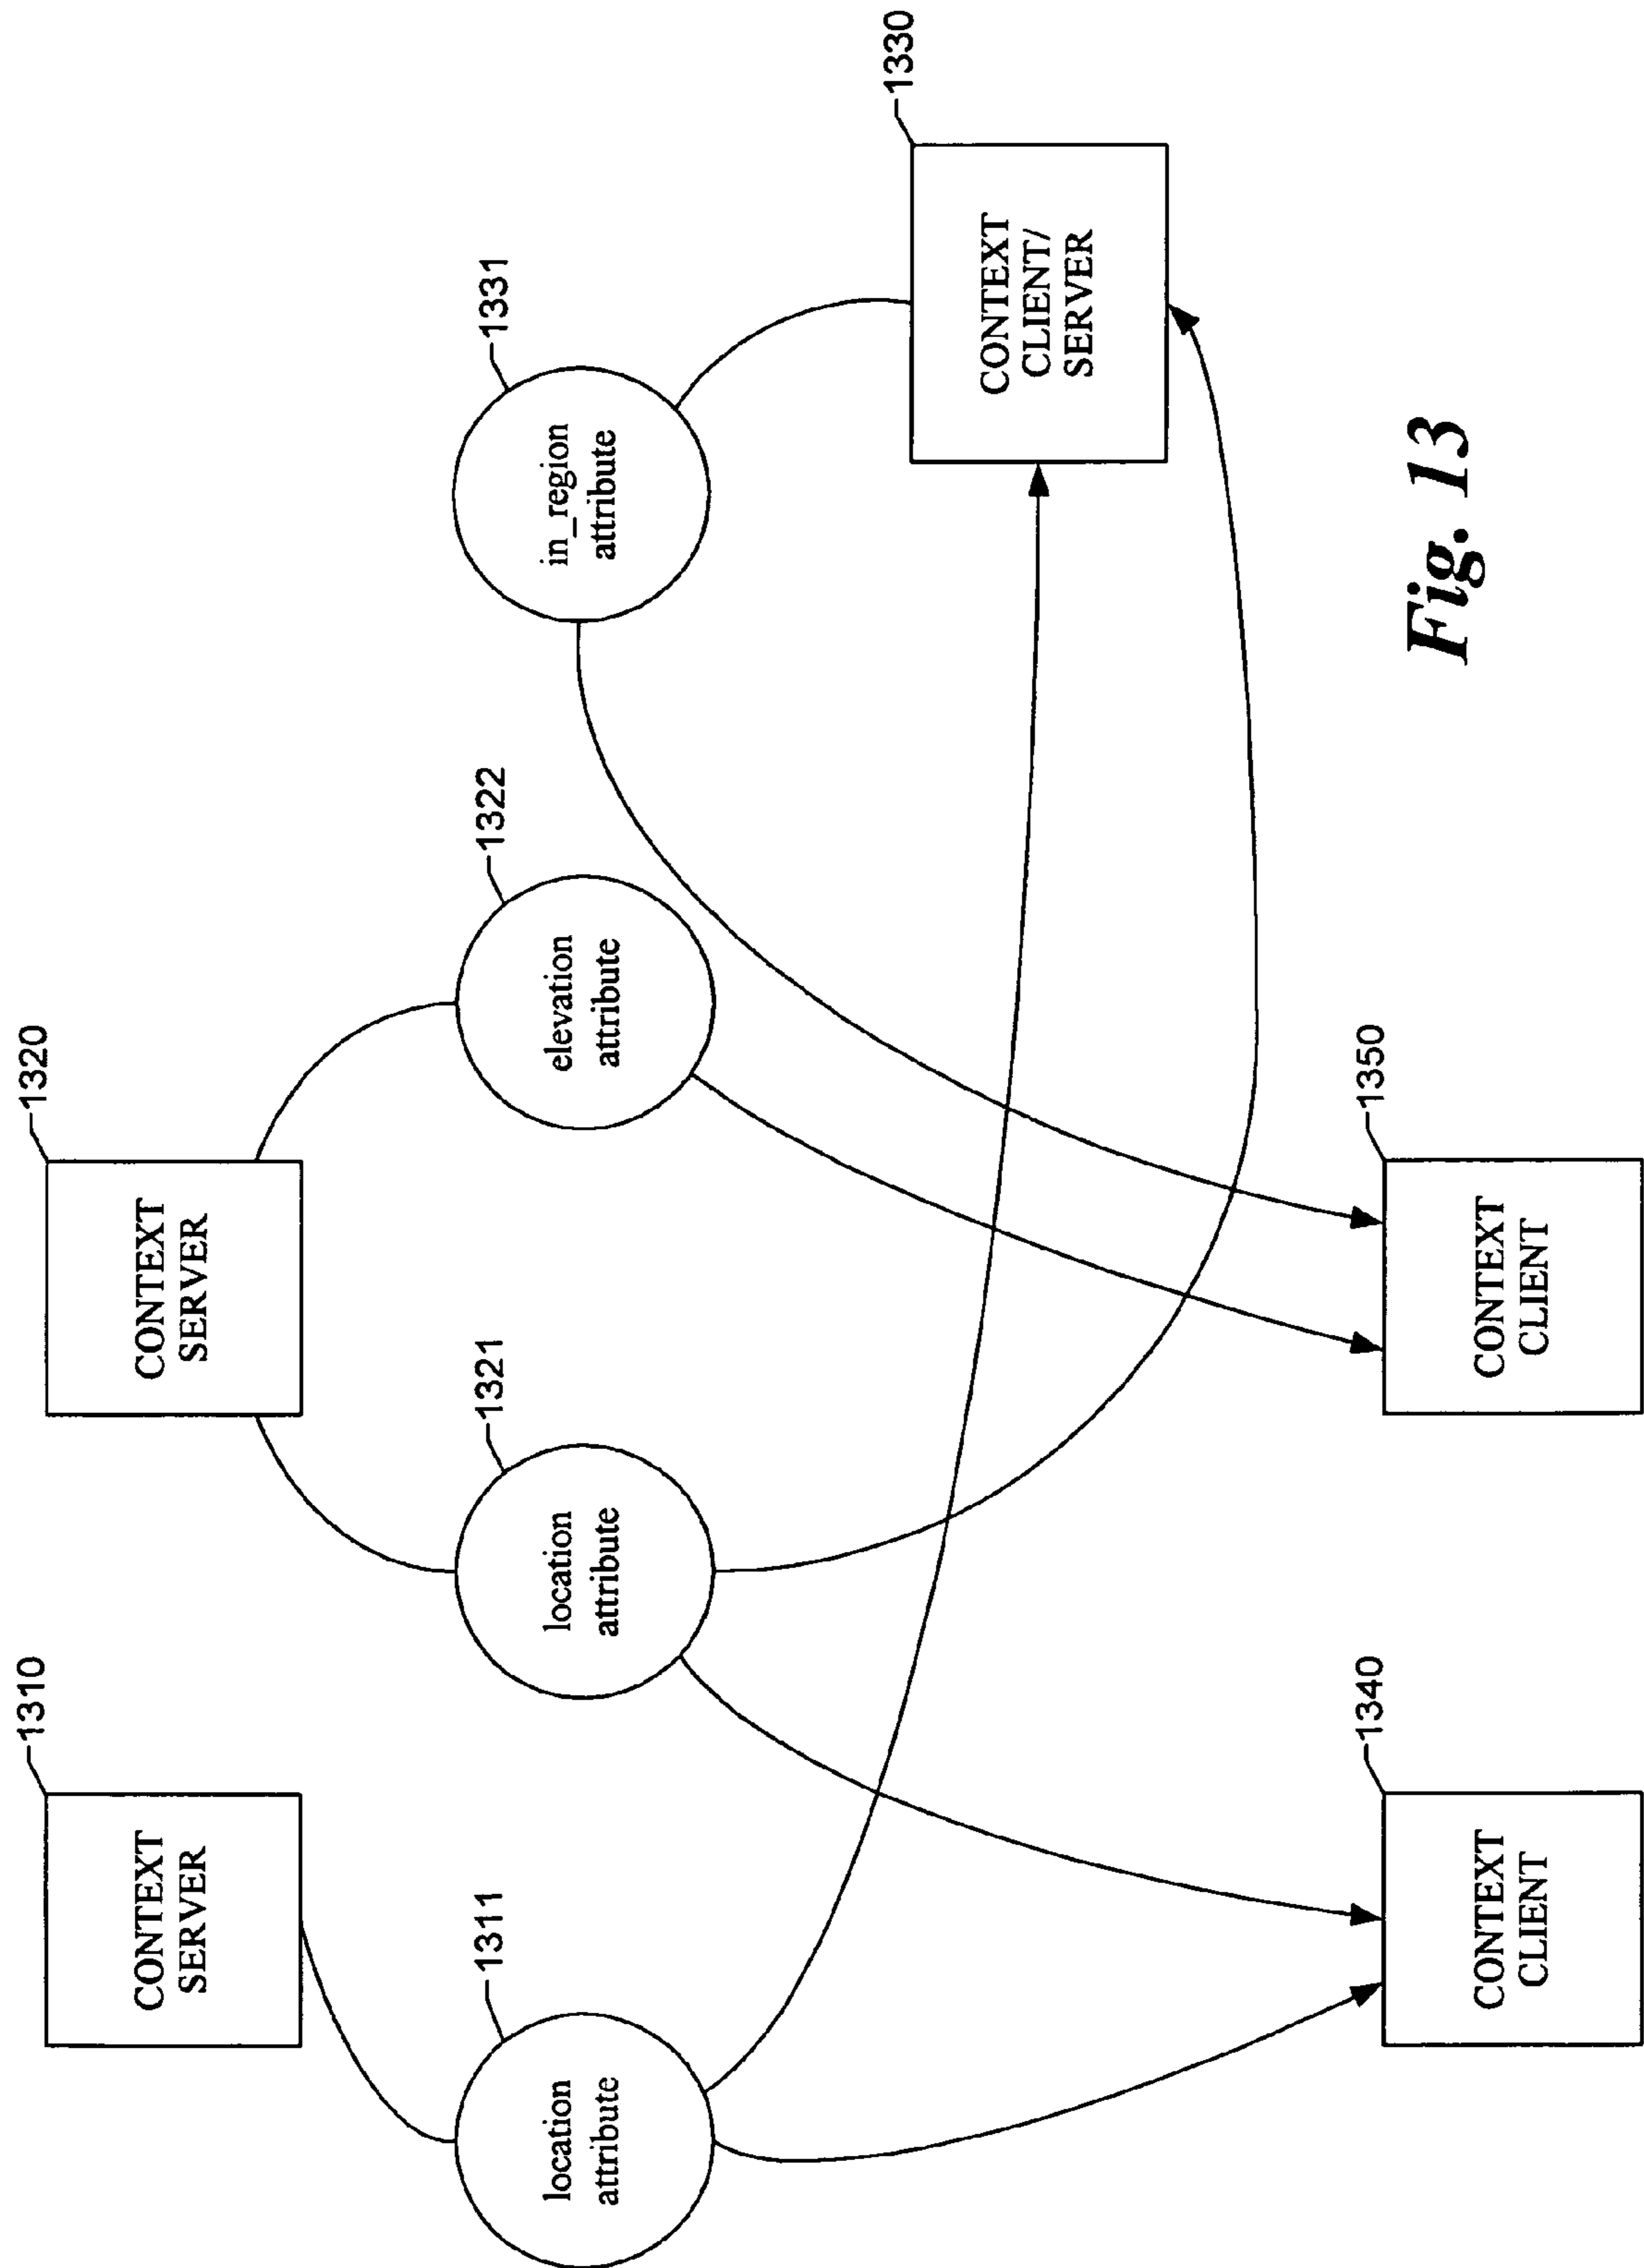 1310
CONTEXT
SERVER
1320
CONTEXT
SERVER
1311
location
attribute
1321
location
attribute
1322
elevation
attribute
1331
in_region
attribute
1330
CONTEXT
CLIENT/
SERVER
1340
CONTEXT
CLIENT
1350
CONTEXT
CLIENT
Fig. 13